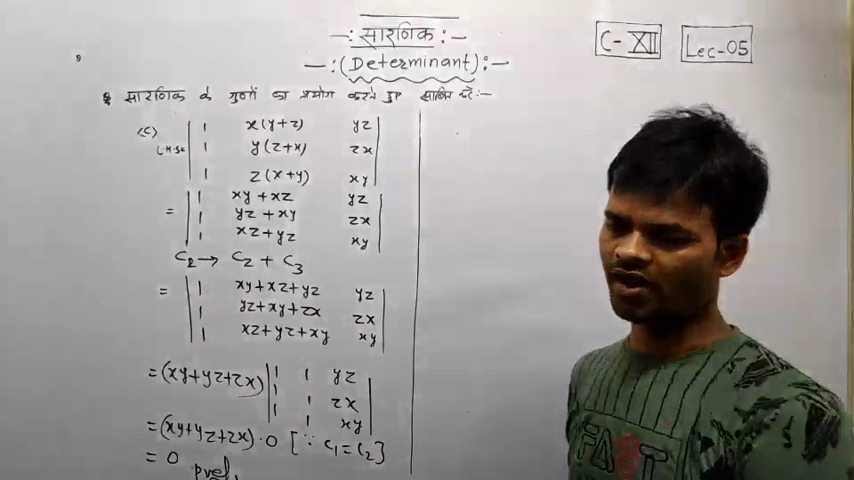 -: सारणिक :-
C-XII
Lec-05
-: (Determinant) :-
सारणिक के गुणों का प्रयोग करते हुए साबित करें :-
(C) | 1 x(y+z) yz |
L.H.S. | 1 y(z+x) zx |
| 1 z(x+y) xy |
= | 1 xy+xz yz |
| 1 yz+xy zx |
| 1 xz+yz xy |
C2 → C2 + C3
= | 1 xy+xz+yz yz |
| 1 yz+xy+zx zx |
| 1 xz+yz+xy xy |
= (xy+yz+zx) | 1 1 yz |
| 1 1 zx |
| 1 1 xy |
= (xy+yz+zx) · 0 [∵ C1 = C2]
= 0
FAST